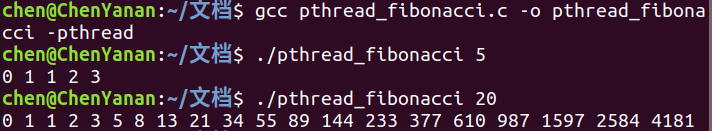 chen@ChenYanan:~/文档$ gcc pthread_fibonacci.c -o pthread_fibona
cci -pthread
chen@ChenYanan:~/文档$ ./pthread_fibonacci 5
0 1 1 2 3
chen@ChenYanan:~/文档$ ./pthread_fibonacci 20
0 1 1 2 3 5 8 13 21 34 55 89 144 233 377 610 987 1597 2584 4181